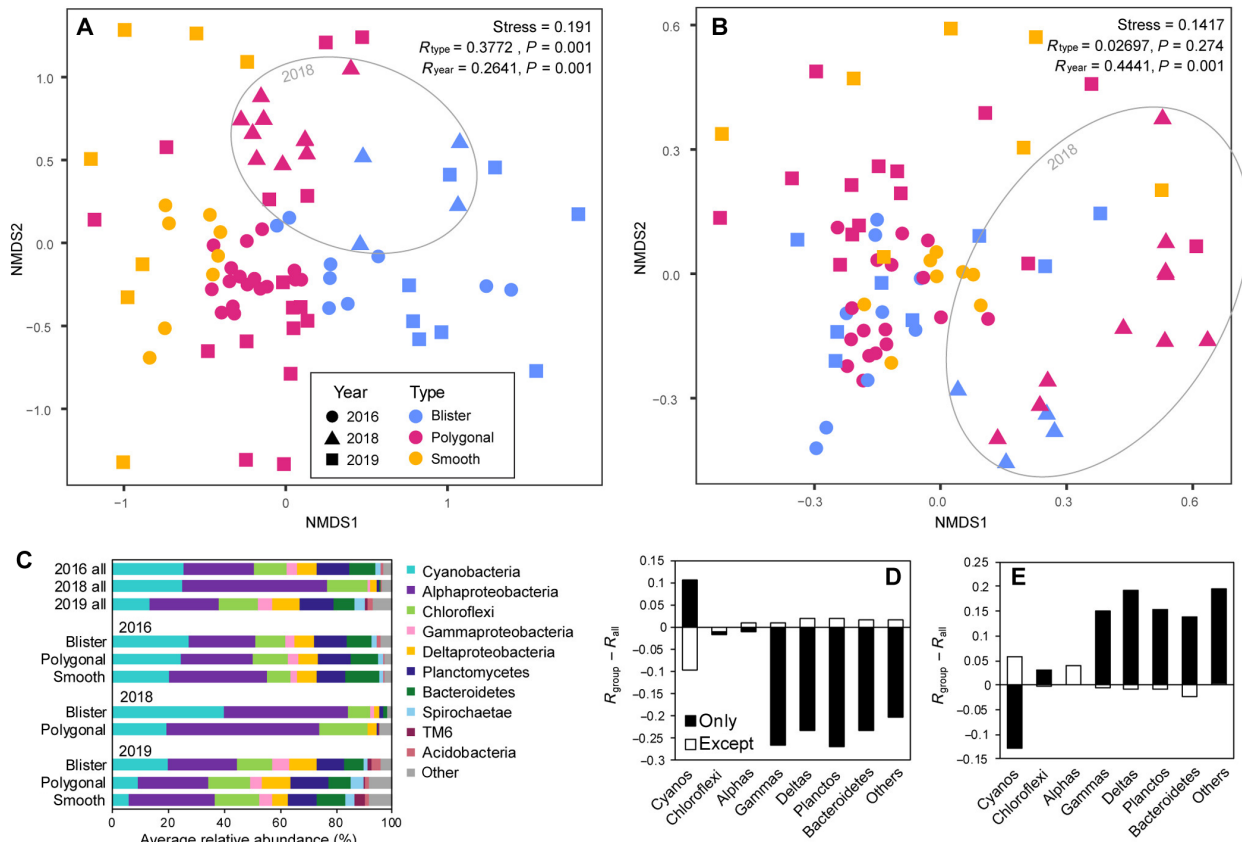 A
Stress = 0.191
Rtype = 0.3772 , P = 0.001
Ryear = 0.2641, P = 0.001
2018
1.0
0.5
0.0
−0.5
−1.0
NMDS2
−1
0
1
NMDS1
Year
Type
2016
Blister
2018
Polygonal
2019
Smooth
B
Stress = 0.1417
Rtype = 0.02697, P = 0.274
Ryear = 0.4441, P = 0.001
2018
0.6
0.3
0.0
−0.3
NMDS2
−0.3
0.0
0.3
0.6
NMDS1
C
2016 all
2018 all
2019 all
2016
Blister
Polygonal
Smooth
2018
Blister
Polygonal
2019
Blister
Polygonal
Smooth
0
20
40
60
80
100
Average relative abundance (%)
Cyanobacteria
Alphaproteobacteria
Chloroflexi
Gammaproteobacteria
Deltaproteobacteria
Planctomycetes
Bacteroidetes
Spirochaetae
TM6
Acidobacteria
Other
D
0.15
0.1
0.05
0
−0.05
−0.1
−0.15
−0.2
−0.25
−0.3
Rgroup − Rall
Only
Except
Cyanos
Chloroflexi
Alphas
Gammas
Deltas
Planctos
Bacteroidetes
Others
E
0.25
0.2
0.15
0.1
0.05
0
−0.05
−0.1
−0.15
Rgroup − Rall
Cyanos
Chloroflexi
Alphas
Gammas
Deltas
Planctos
Bacteroidetes
Others